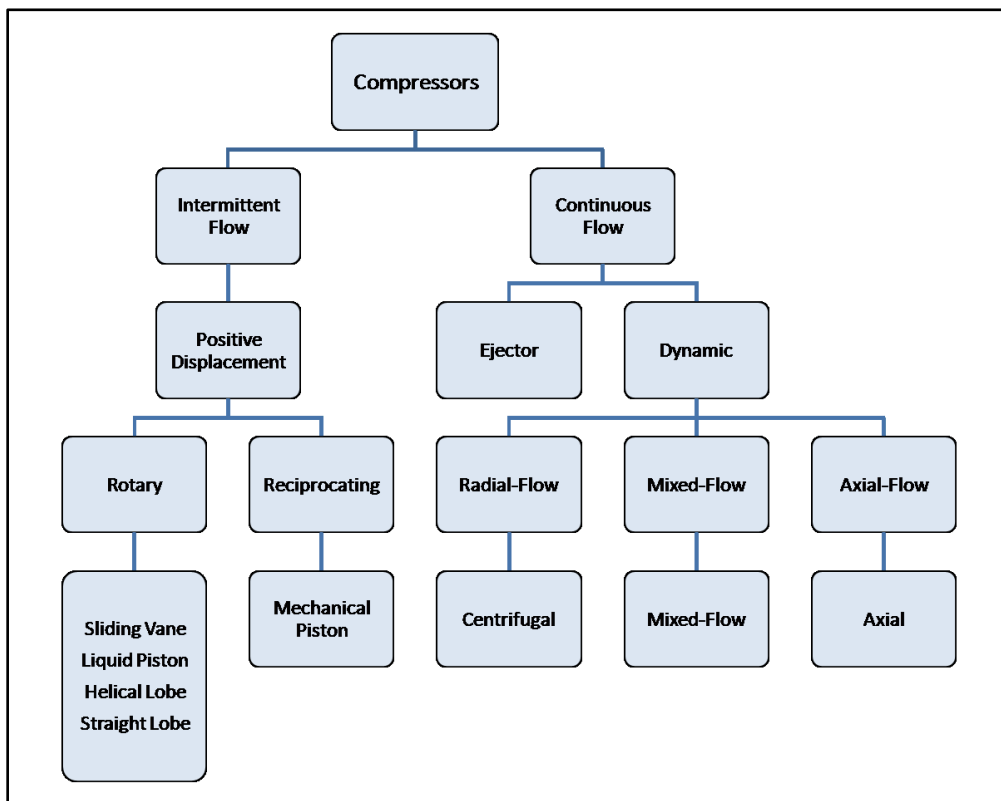 Compressors
Intermittent
Flow
Continuous
Flow
Positive
Displacement
Ejector
Dynamic
Rotary
Reciprocating
Radial-Flow
Mixed-Flow
Axial-Flow
Sliding Vane
Liquid Piston
Helical Lobe
Straight Lobe
Mechanical
Piston
Centrifugal
Mixed-Flow
Axial